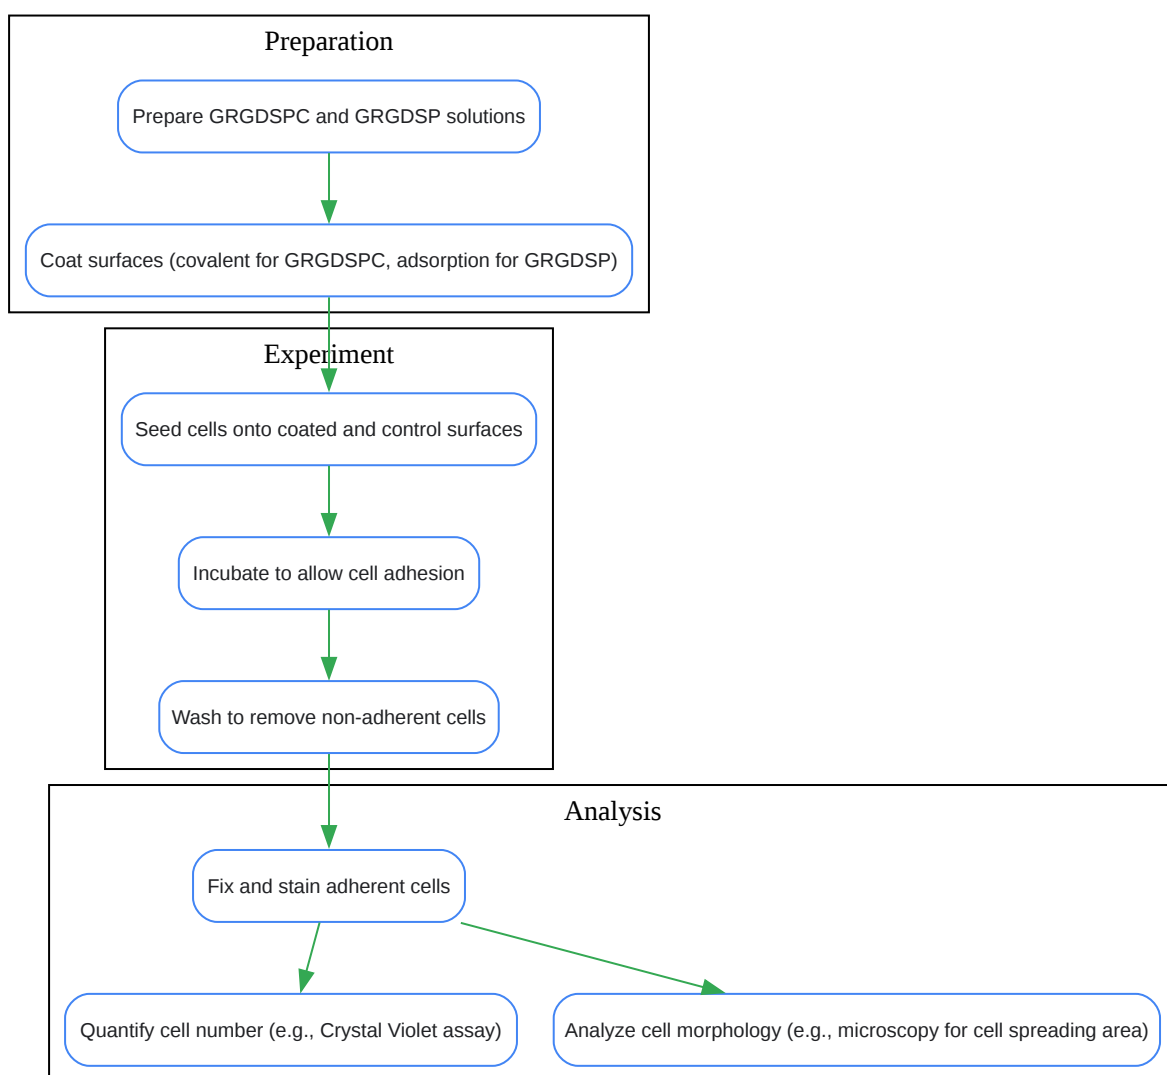 Preparation
Prepare GRGDSPC and GRGDSP solutions
Coat surfaces (covalent for GRGDSPC, adsorption for GRGDSP)
Experiment
Seed cells onto coated and control surfaces
Incubate to allow cell adhesion
Wash to remove non-adherent cells
Analysis
Fix and stain adherent cells
Quantify cell number (e.g., Crystal Violet assay)
Analyze cell morphology (e.g., microscopy for cell spreading area)